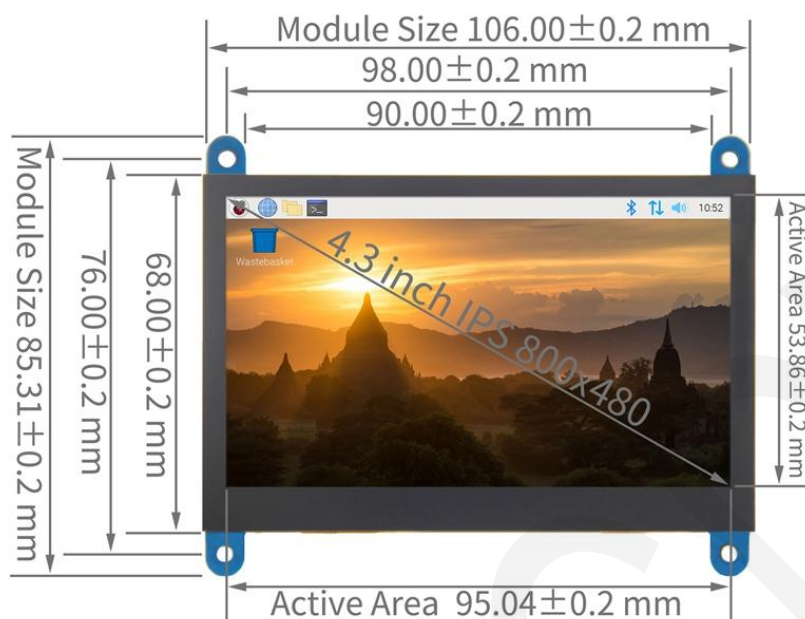 Module Size 106.00±0.2 mm
98.00±0.2 mm
90.00±0.2 mm
Module Size 85.31±0.2 mm
76.00±0.2 mm
68.00±0.2 mm
10:52
Wastebasket
4.3 inch IPS 800x480
Active Area 53.86±0.2 mm
Active Area 95.04±0.2 mm